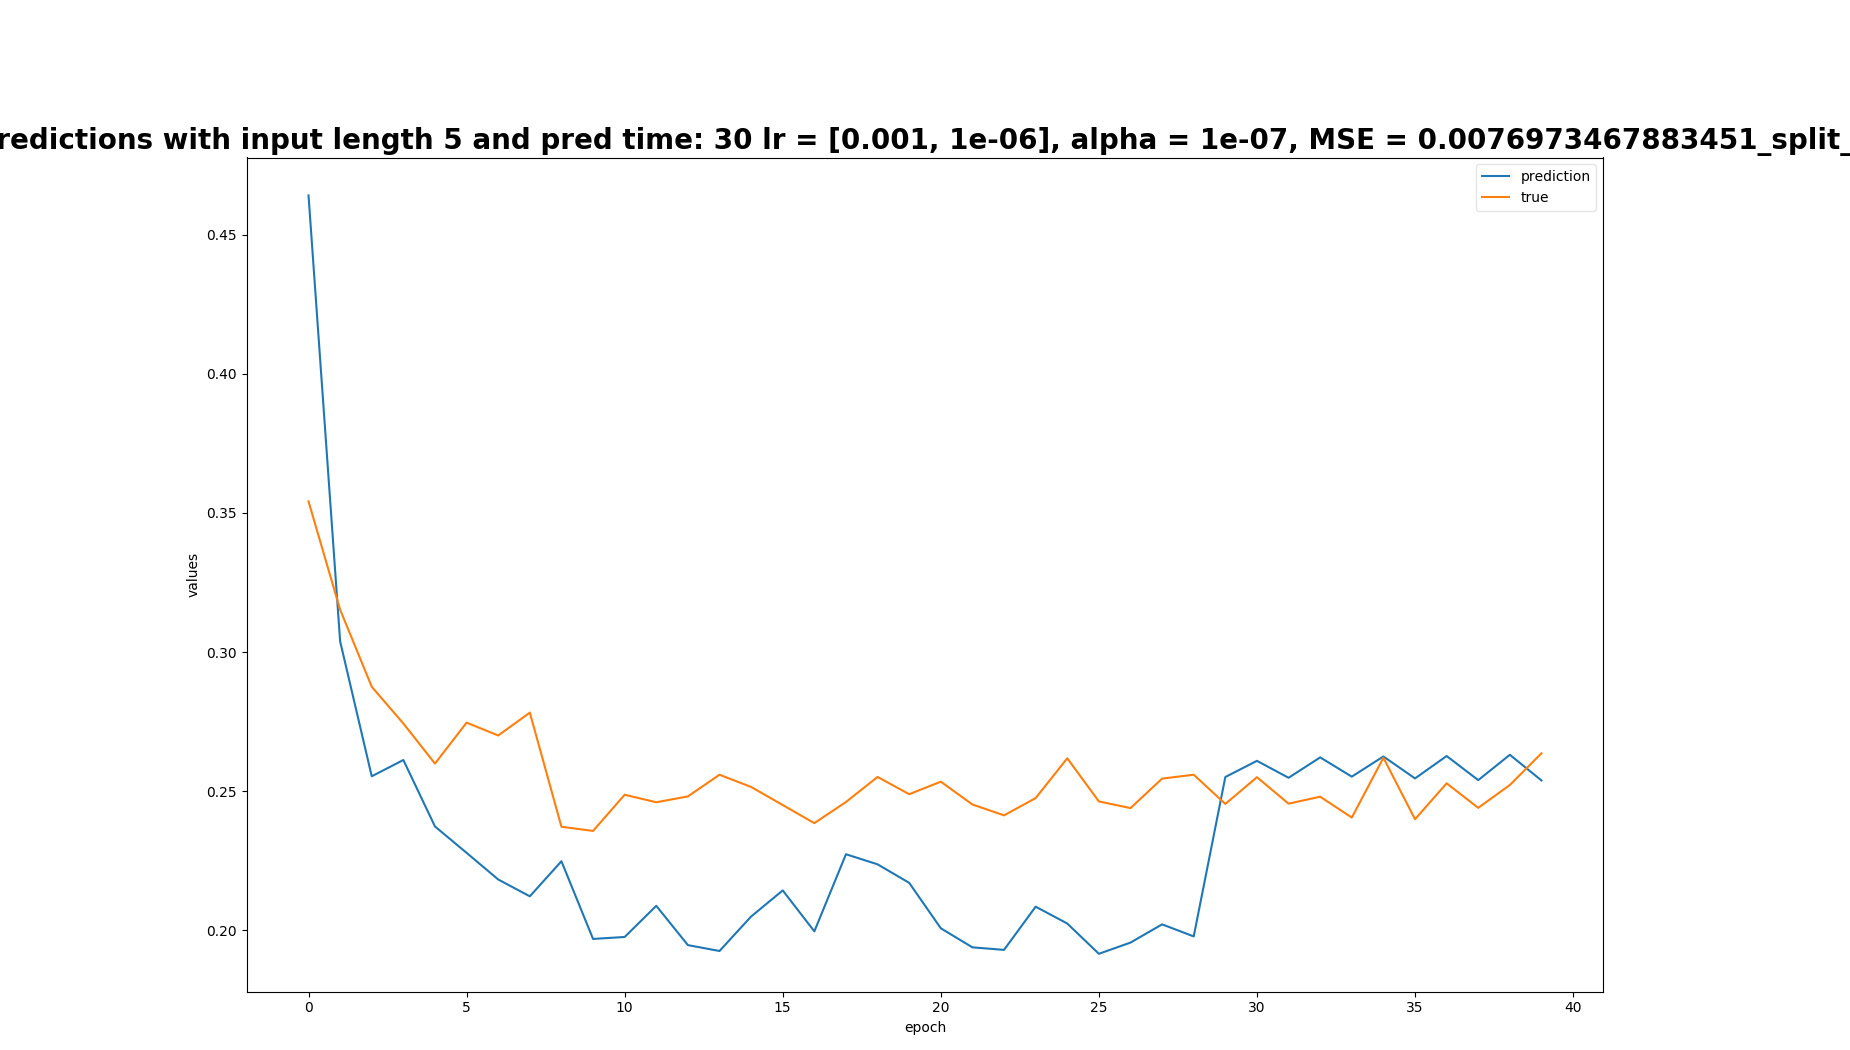 redictions with input length 5 and pred time: 30 lr = [0.001, 1e-06], alpha = 1e-07, MSE = 0.0076973467883451_split_
prediction
true
0.45
0.40
0.35
0.30
0.25
0.20
values
0 5 10 15 20 25 30 35 40
epoch